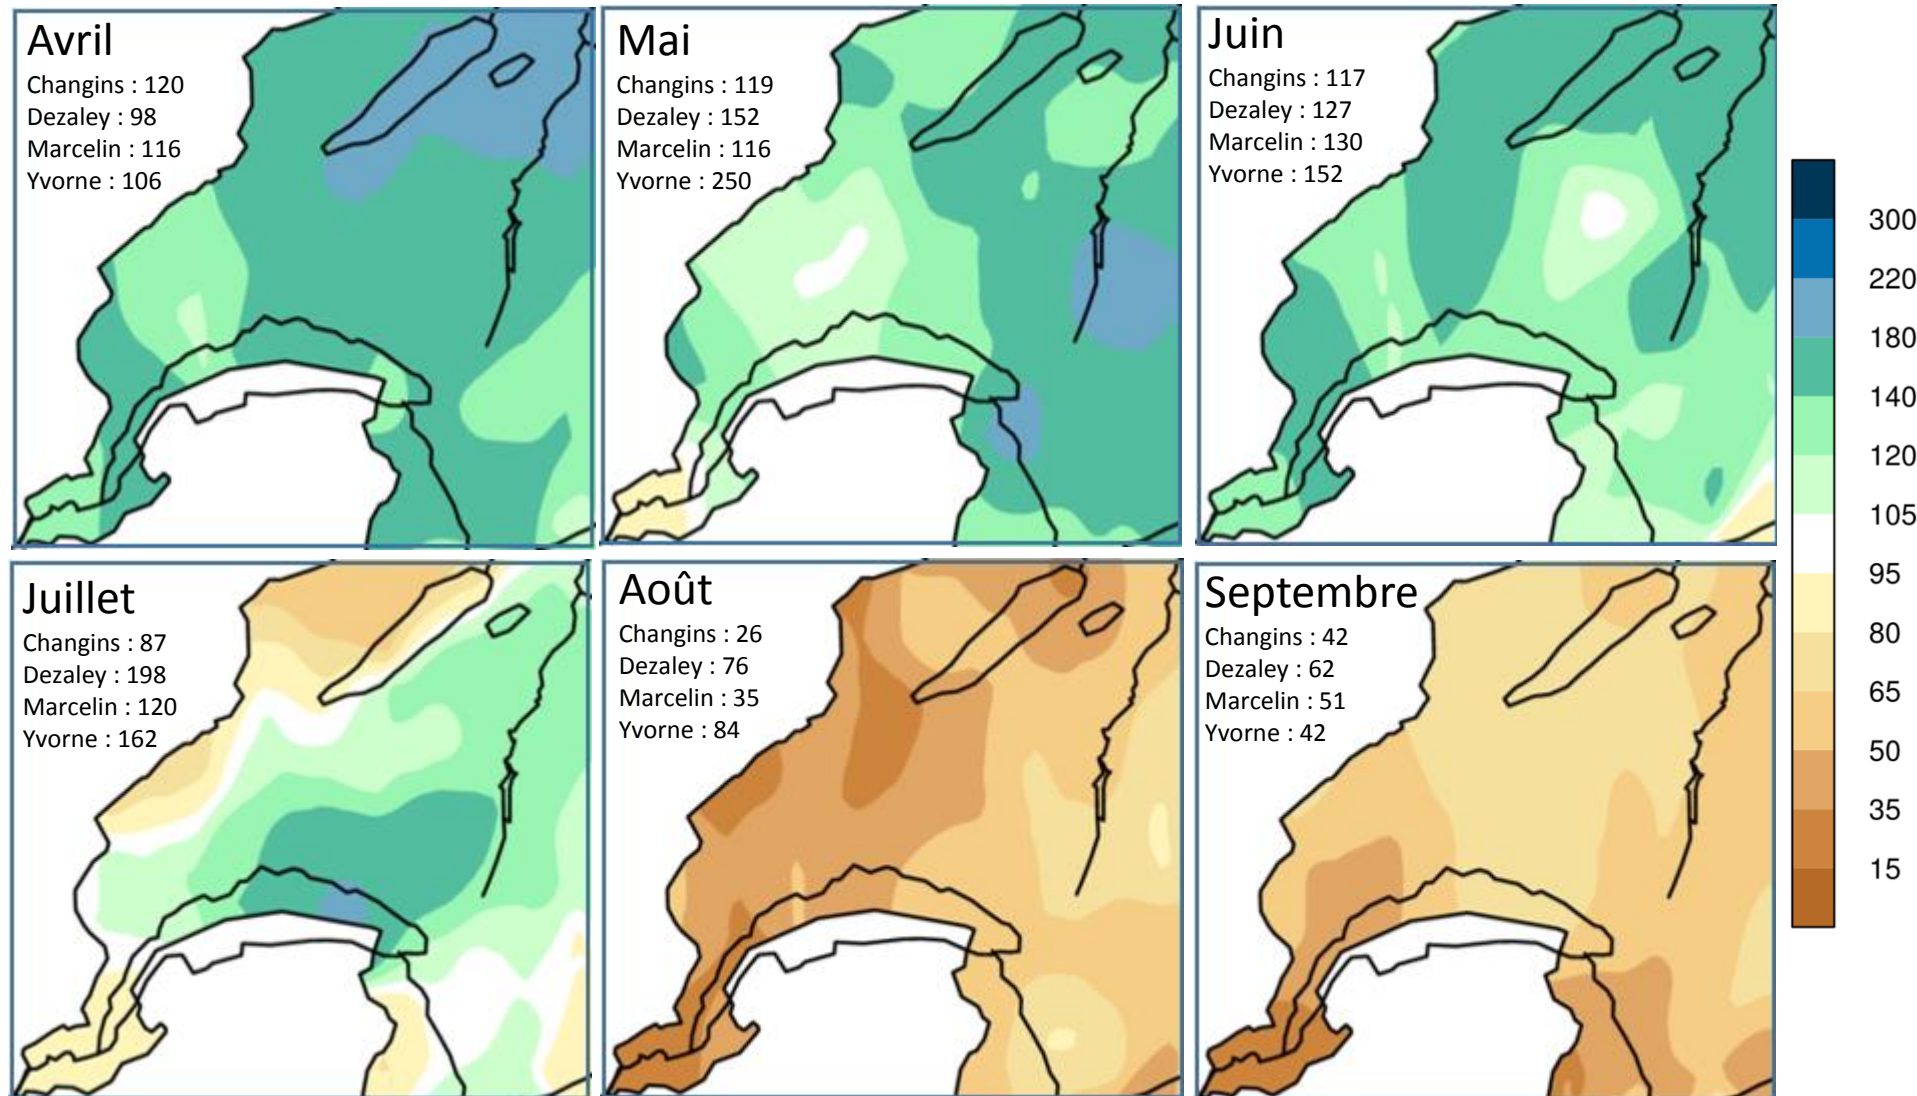 Avril
Changins : 120
Dezaley : 98
Marcelin : 116
Yvorne : 106
Mai
Changins : 119
Dezaley : 152
Marcelin : 116
Yvorne : 250
Juin
Changins : 117
Dezaley : 127
Marcelin : 130
Yvorne : 152
Juillet
Changins : 87
Dezaley : 198
Marcelin : 120
Yvorne : 162
Août
Changins : 26
Dezaley : 76
Marcelin : 35
Yvorne : 84
Septembre
Changins : 42
Dezaley : 62
Marcelin : 51
Yvorne : 42
300
220
180
140
120
105
95
80
65
50
35
15